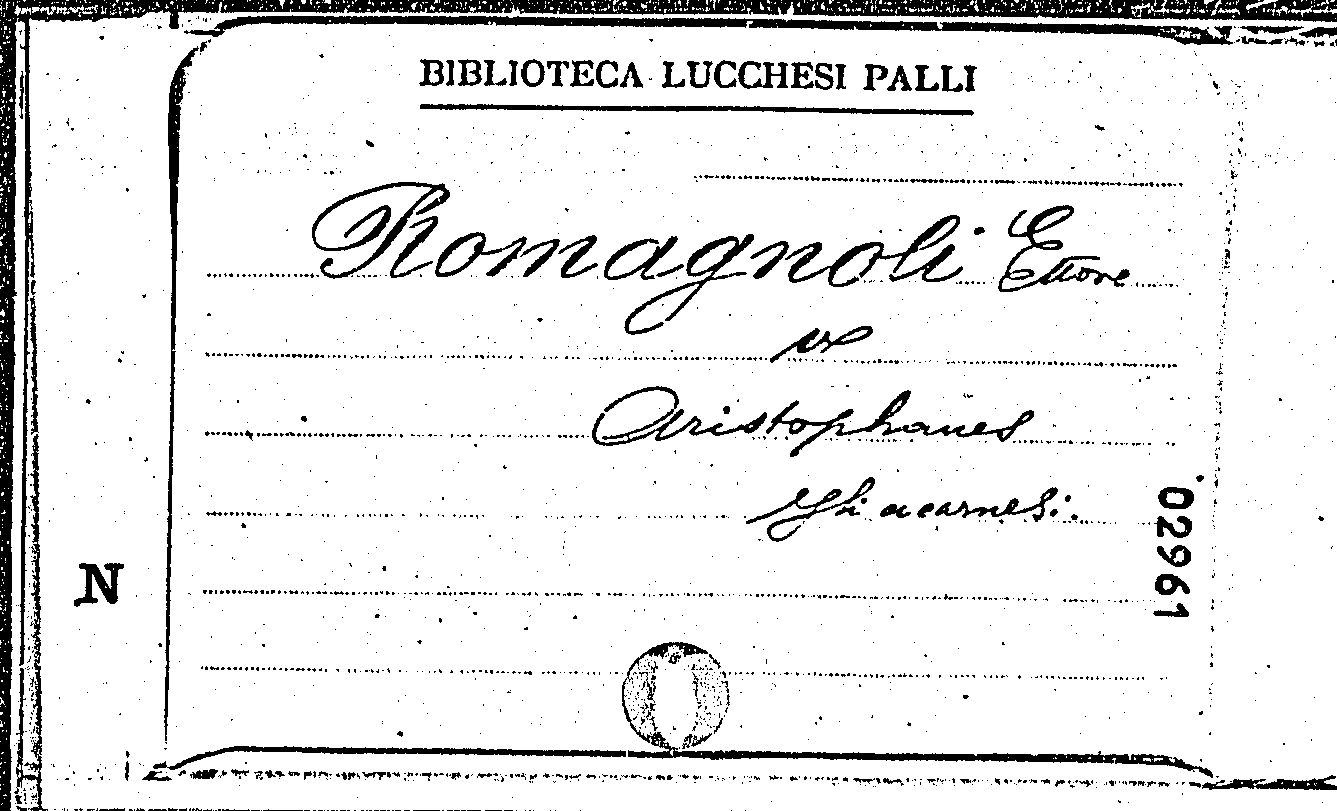 BIBLIOTECA LUCCHESI PALLI
Romagnoli Ettore
Aristophanes
Gli acarnesi.
02961
N